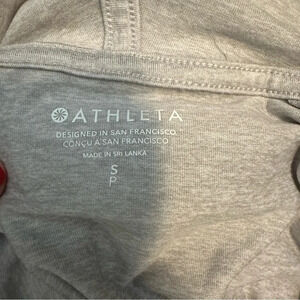 ATHLETA
DESIGNED IN SAN FRANCISCO
CONÇU A SAN FRANCISCO
MADE IN SRI LANKA
S
P